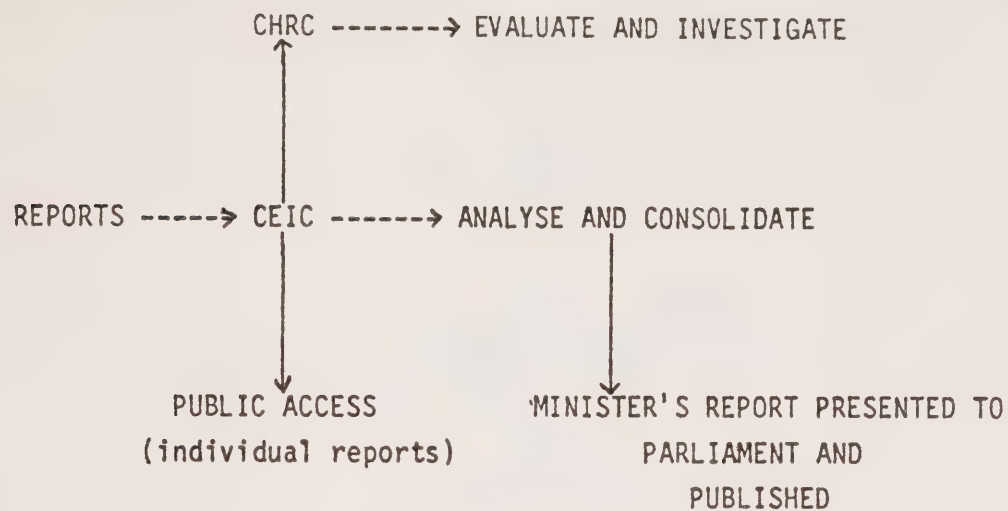 CHRC --------> EVALUATE AND INVESTIGATE
REPORTS ------> CEIC -------> ANALYSE AND CONSOLIDATE
PUBLIC ACCESS
(individual reports)
MINISTER'S REPORT PRESENTED TO
PARLIAMENT AND
PUBLISHED